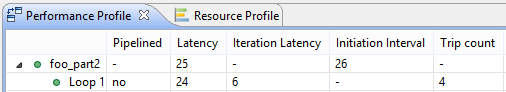 Performance Profile Resource Profile
Pipelined Latency Iteration Latency Initiation Interval Trip count
foo_part2 - 25 - 26 -
Loop 1 no 24 6 - 4